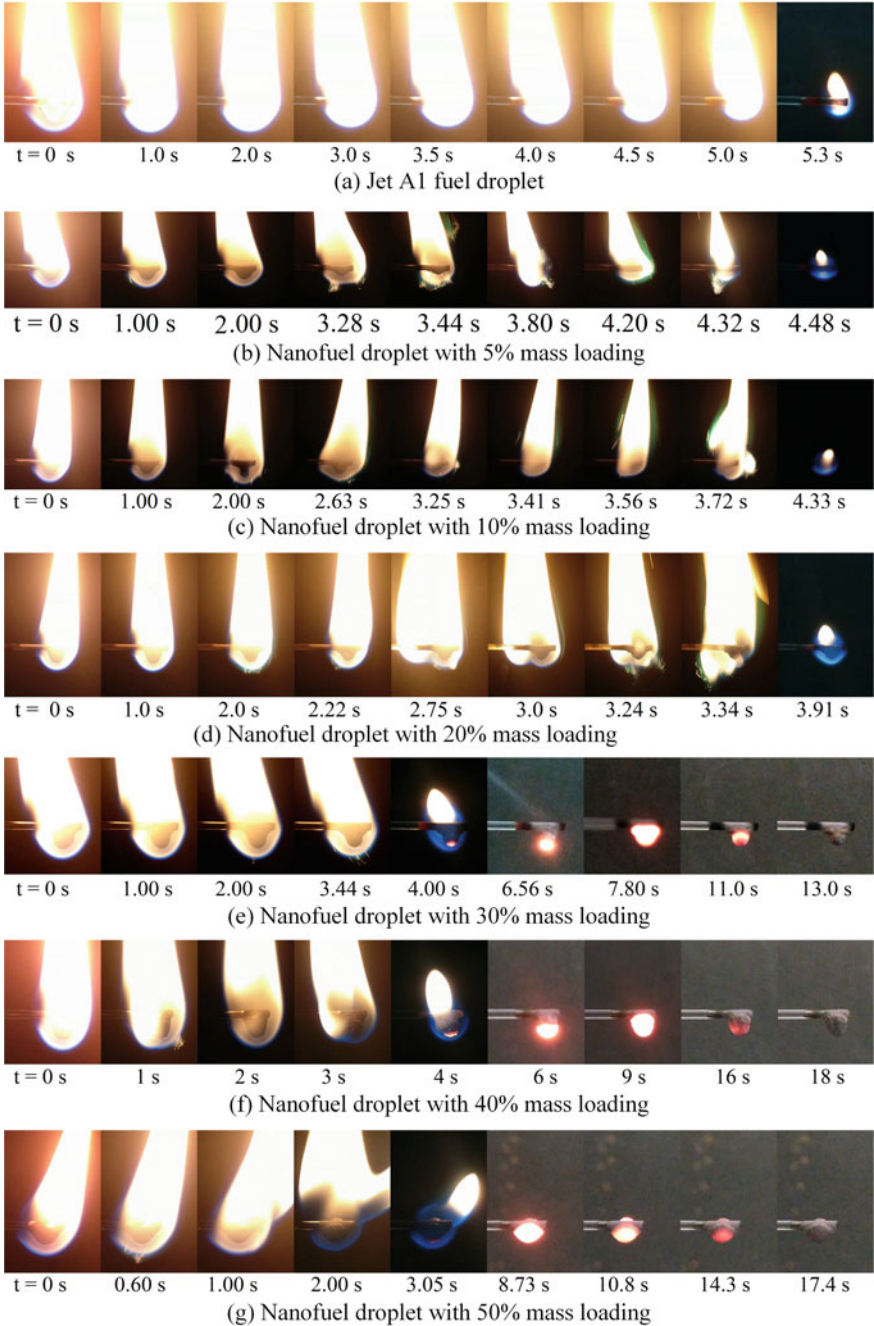 t = 0 s 1.0 s 2.0 s 3.0 s 3.5 s 4.0 s 4.5 s 5.0 s 5.3 s
(a) Jet A1 fuel droplet
t = 0 s 1.00 s 2.00 s 3.28 s 3.44 s 3.80 s 4.20 s 4.32 s 4.48 s
(b) Nanofuel droplet with 5% mass loading
t = 0 s 1.00 s 2.00 s 2.63 s 3.25 s 3.41 s 3.56 s 3.72 s 4.33 s
(c) Nanofuel droplet with 10% mass loading
t = 0 s 1.0 s 2.0 s 2.22 s 2.75 s 3.0 s 3.24 s 3.34 s 3.91 s
(d) Nanofuel droplet with 20% mass loading
t = 0 s 1.00 s 2.00 s 3.44 s 4.00 s 6.56 s 7.80 s 11.0 s 13.0 s
(e) Nanofuel droplet with 30% mass loading
t = 0 s 1 s 2 s 3 s 4 s 6 s 9 s 16 s 18 s
(f) Nanofuel droplet with 40% mass loading
t = 0 s 0.60 s 1.00 s 2.00 s 3.05 s 8.73 s 10.8 s 14.3 s 17.4 s
(g) Nanofuel droplet with 50% mass loading